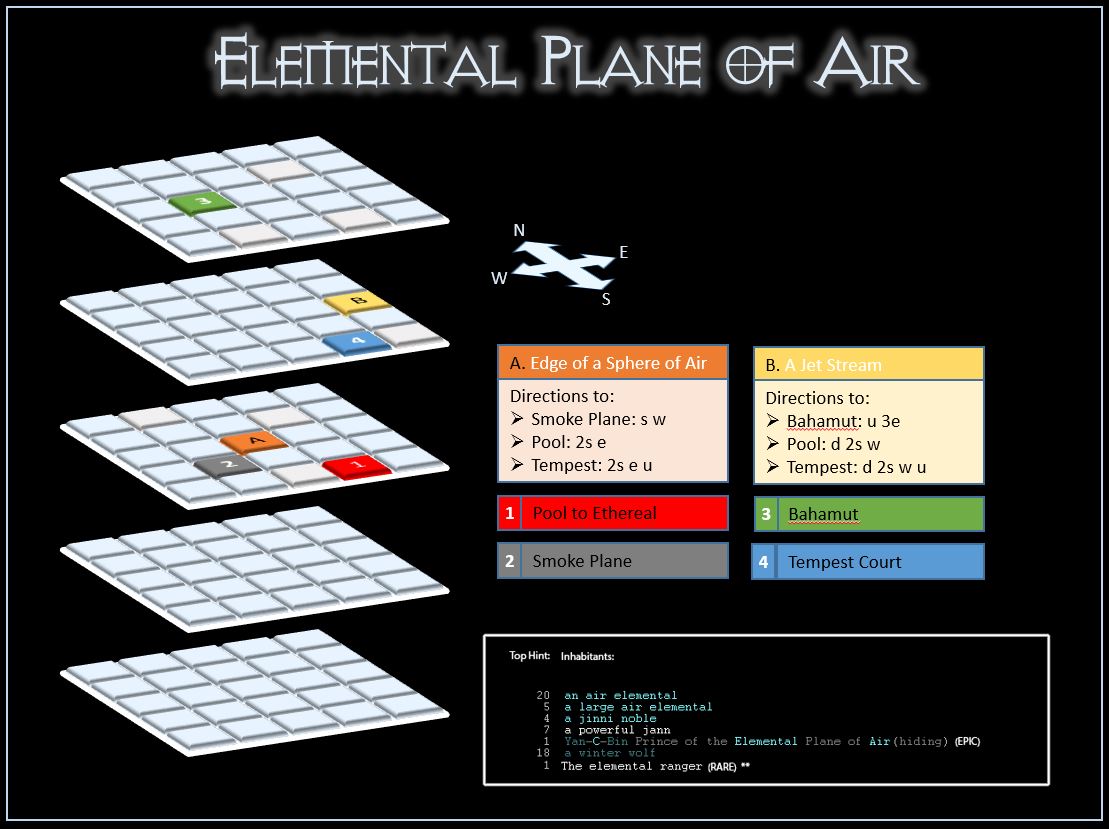 Elemental Plane of Air
3
N
E
W
S
B
4
A
2
1
A. Edge of a Sphere of Air
Directions to:
➢ Smoke Plane: s w
➢ Pool: 2s e
➢ Tempest: 2s e u
B. A Jet Stream
Directions to:
➢ Bahamut: u 3e
➢ Pool: d 2s w
➢ Tempest: d 2s w u
1 Pool to Ethereal
3 Bahamut
2 Smoke Plane
4 Tempest Court
Top Hint: Inhabitants:
20 an air elemental
5 a large air elemental
4 a jinni noble
7 a powerful jann
1 Yan-C-Bin Prince of the Elemental Plane of Air(hiding) (EPIC)
18 a winter wolf
1 The elemental ranger (RARE) **